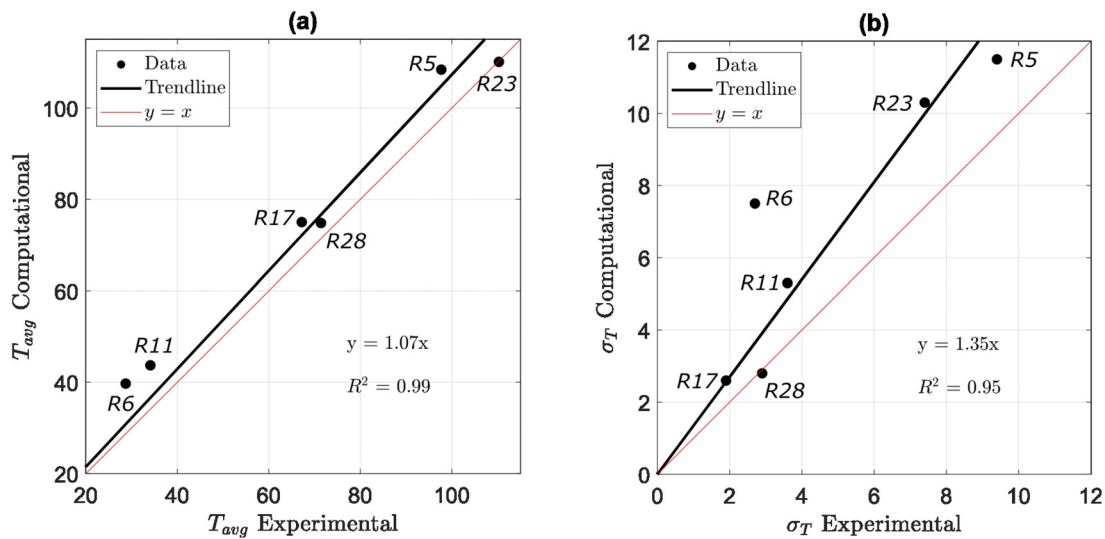 (a)
Data
Trendline
y = x
R5
R23
R17
R28
R11
R6
y = 1.07x
R² = 0.99
100
80
60
40
20
20 40 60 80 100
T_avg Computational
T_avg Experimental
(b)
Data
Trendline
y = x
R5
R23
R6
R11
R17
R28
y = 1.35x
R² = 0.95
12
10
8
6
4
2
0
0 2 4 6 8 10 12
σ_T Computational
σ_T Experimental